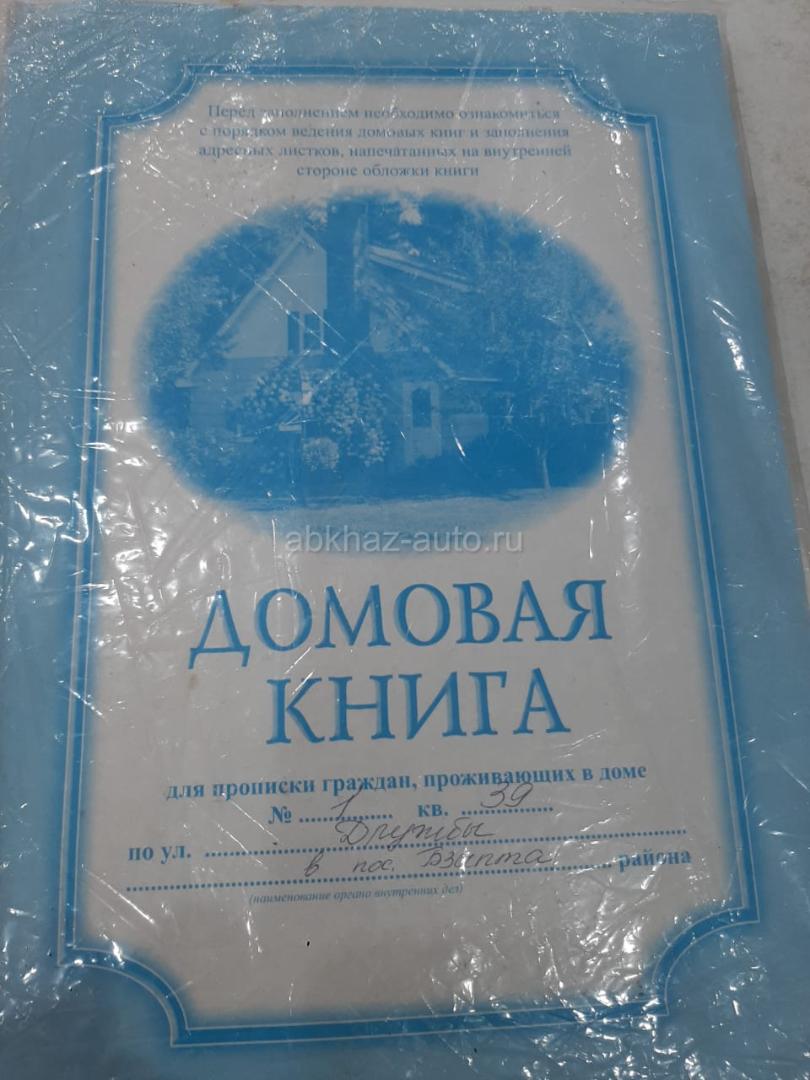 Перед заполнением необходимо ознакомиться
с порядком ведения домовых книг и заполнения
адресных листков, напечатанных на внутренней
стороне обложки книги
abkhaz-auto.ru
ДОМОВАЯ
КНИГА
для прописки граждан, проживающих в доме
№ 1 кв. 39
по ул. Дружбы
в пос. Бзыпта района
(наименование органа внутренних дел)